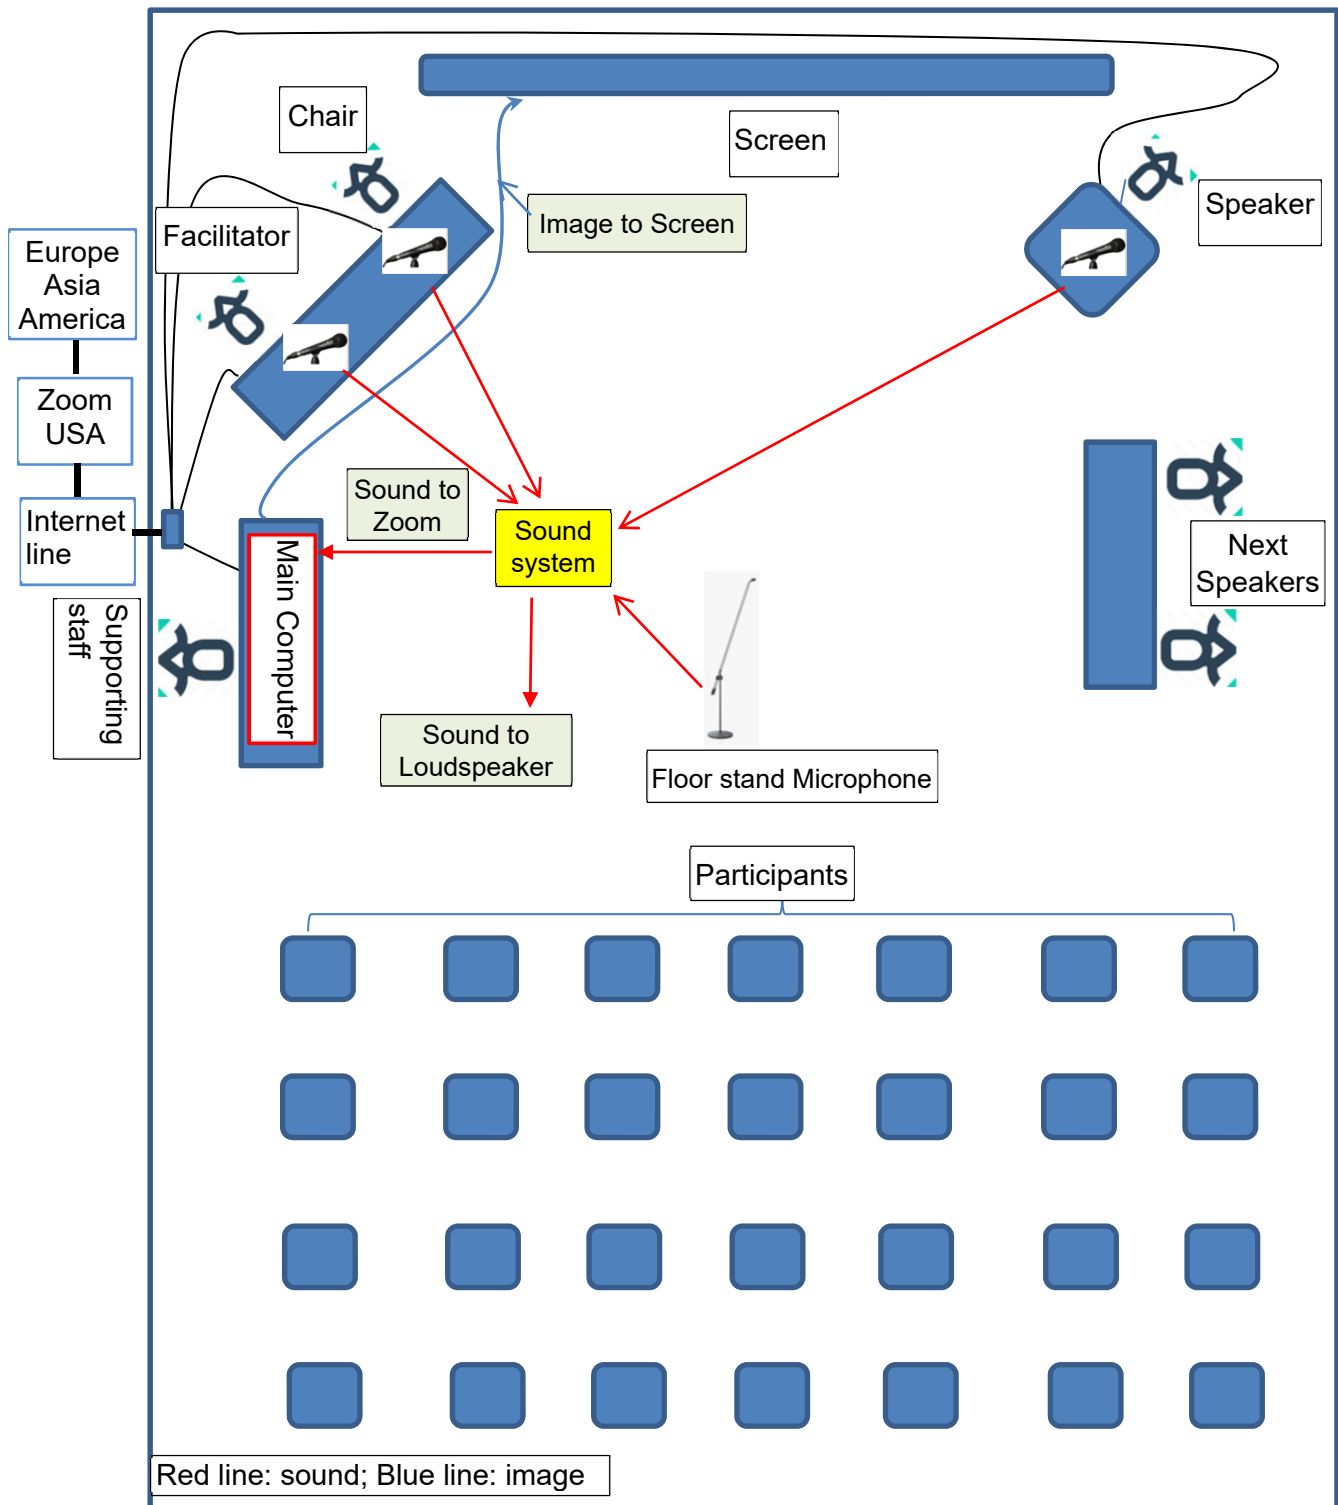 Chair
Screen
Speaker
Image to Screen
Facilitator
Europe
Asia
America
Zoom
USA
Internet
line
Sound to
Zoom
Sound
system
Main Computer
Next
Speakers
Supporting
staff
Sound to
Loudspeaker
Floor stand Microphone
Participants
Red line: sound; Blue line: image